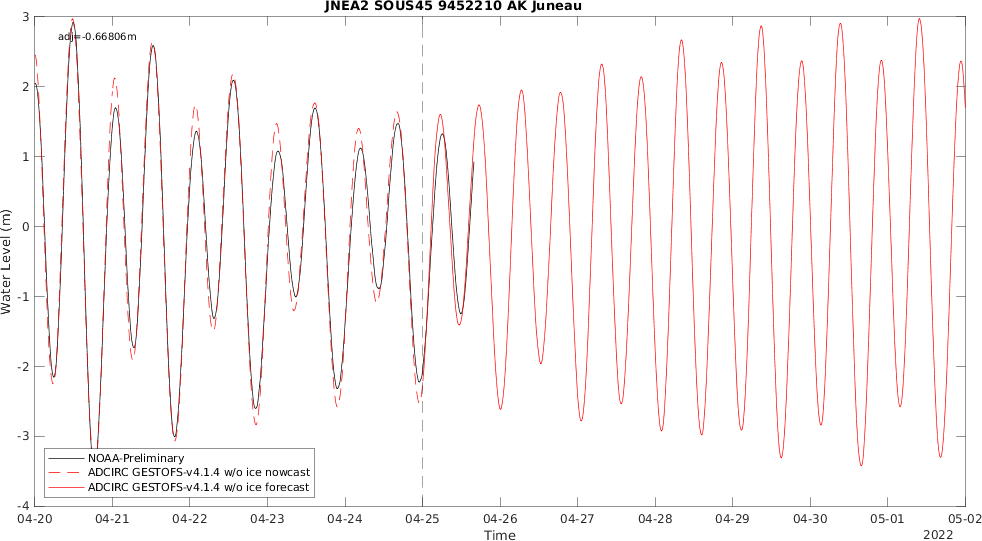 JNEA2 SOUS45 9452210 AK Juneau
adj=-0.66806m
Water Level (m)
3
2
1
0
-1
-2
-3
-4
NOAA-Preliminary
ADCIRC GESTOFS-v4.1.4 w/o ice nowcast
ADCIRC GESTOFS-v4.1.4 w/o ice forecast
04-20 04-21 04-22 04-23 04-24 04-25 04-26 04-27 04-28 04-29 04-30 05-01 05-02
Time
2022